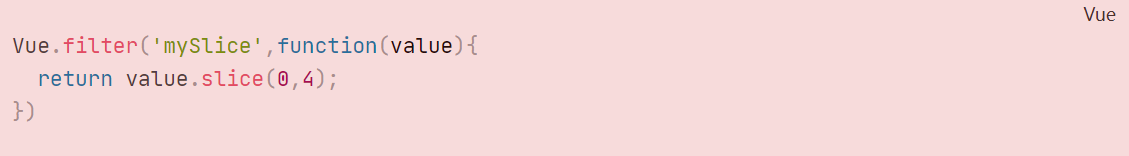 Vue
Vue.filter('mySlice',function(value){
  return value.slice(0,4);
})